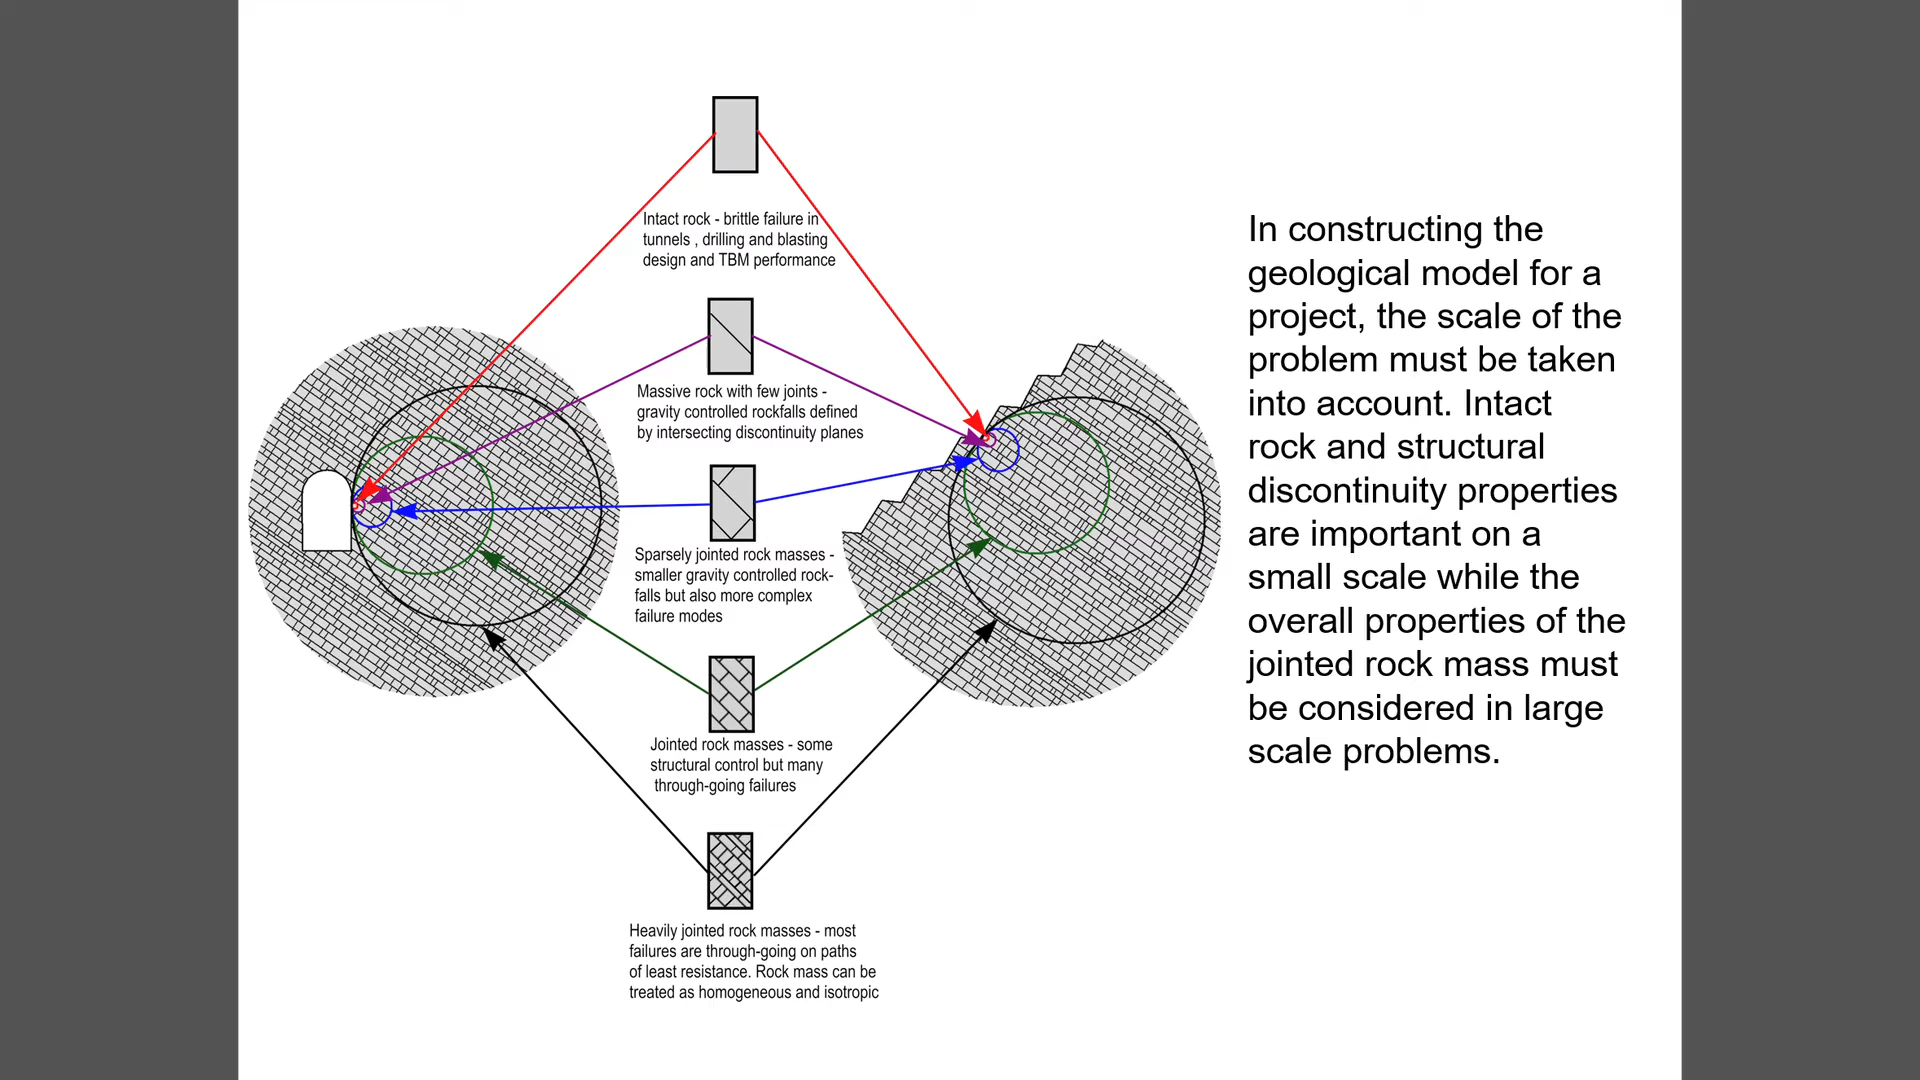 Intact rock - brittle failure in
tunnels , drilling and blasting
design and TBM performance
Massive rock with few joints -
gravity controlled rockfalls defined
by intersecting discontinuity planes
Sparsely jointed rock masses -
smaller gravity controlled rock-
falls but also more complex
failure modes
Jointed rock masses - some
structural control but many
through-going failures
Heavily jointed rock masses - most
failures are through-going on paths
of least resistance. Rock mass can be
treated as homogeneous and isotropic
In constructing the
geological model for a
project, the scale of the
problem must be taken
into account. Intact
rock and structural
discontinuity properties
are important on a
small scale while the
overall properties of the
jointed rock mass must
be considered in large
scale problems.